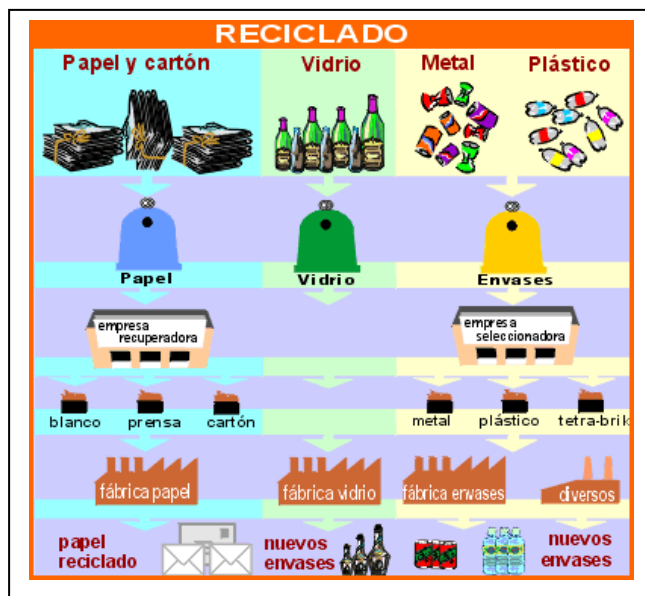 RECICLADO
Papel y cartón
Vidrio
Metal
Plástico
Papel
Vidrio
Envases
empresa
recuperadora
empresa
seleccionadora
blanco
prensa
cartón
metal
plástico
tetra-brik
fábrica papel
fábrica vidrio
fábrica envases
diversos
papel
reciclado
nuevos
envases
nuevos
envases